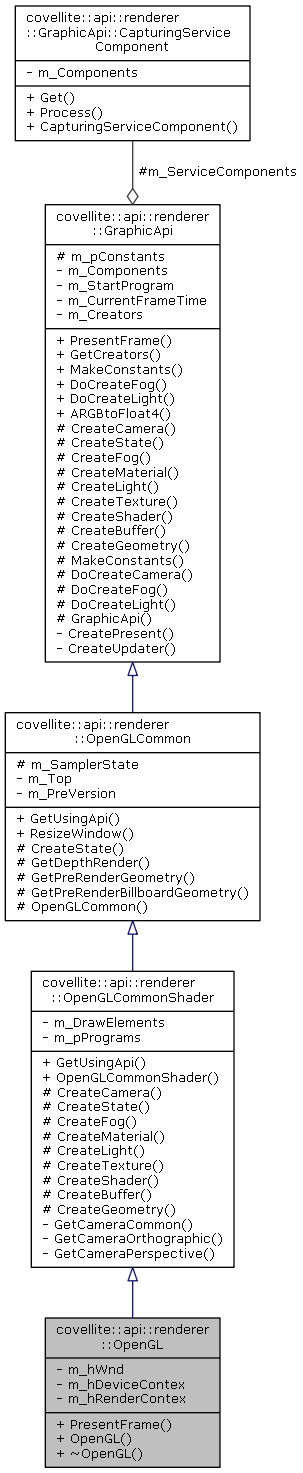 covellite::api::renderer
::GraphicApi::CapturingService
Component
- m_Components
+ Get()
+ Process()
+ CapturingServiceComponent()
#m_ServiceComponents
covellite::api::renderer
::GraphicApi
# m_pConstants
- m_Components
- m_StartProgram
- m_CurrentFrameTime
- m_Creators
+ PresentFrame()
+ GetCreators()
+ MakeConstants()
+ DoCreateFog()
+ DoCreateLight()
+ ARGBtoFloat4()
# CreateCamera()
# CreateState()
# CreateFog()
# CreateMaterial()
# CreateLight()
# CreateTexture()
# CreateShader()
# CreateBuffer()
# CreateGeometry()
# MakeConstants()
# DoCreateCamera()
# DoCreateFog()
# DoCreateLight()
# GraphicApi()
- CreatePresent()
- CreateUpdater()
covellite::api::renderer
::OpenGLCommon
# m_SamplerState
- m_Top
- m_PreVersion
+ GetUsingApi()
+ ResizeWindow()
# CreateState()
# GetDepthRender()
# GetPreRenderGeometry()
# GetPreRenderBillboardGeometry()
# OpenGLCommon()
covellite::api::renderer
::OpenGLCommonShader
- m_DrawElements
- m_pPrograms
+ GetUsingApi()
+ OpenGLCommonShader()
# CreateCamera()
# CreateState()
# CreateFog()
# CreateMaterial()
# CreateLight()
# CreateTexture()
# CreateShader()
# CreateBuffer()
# CreateGeometry()
- GetCameraCommon()
- GetCameraOrthographic()
- GetCameraPerspective()
covellite::api::renderer
::OpenGL
- m_hWnd
- m_hDeviceContex
- m_hRenderContex
+ PresentFrame()
+ OpenGL()
+ ~OpenGL()